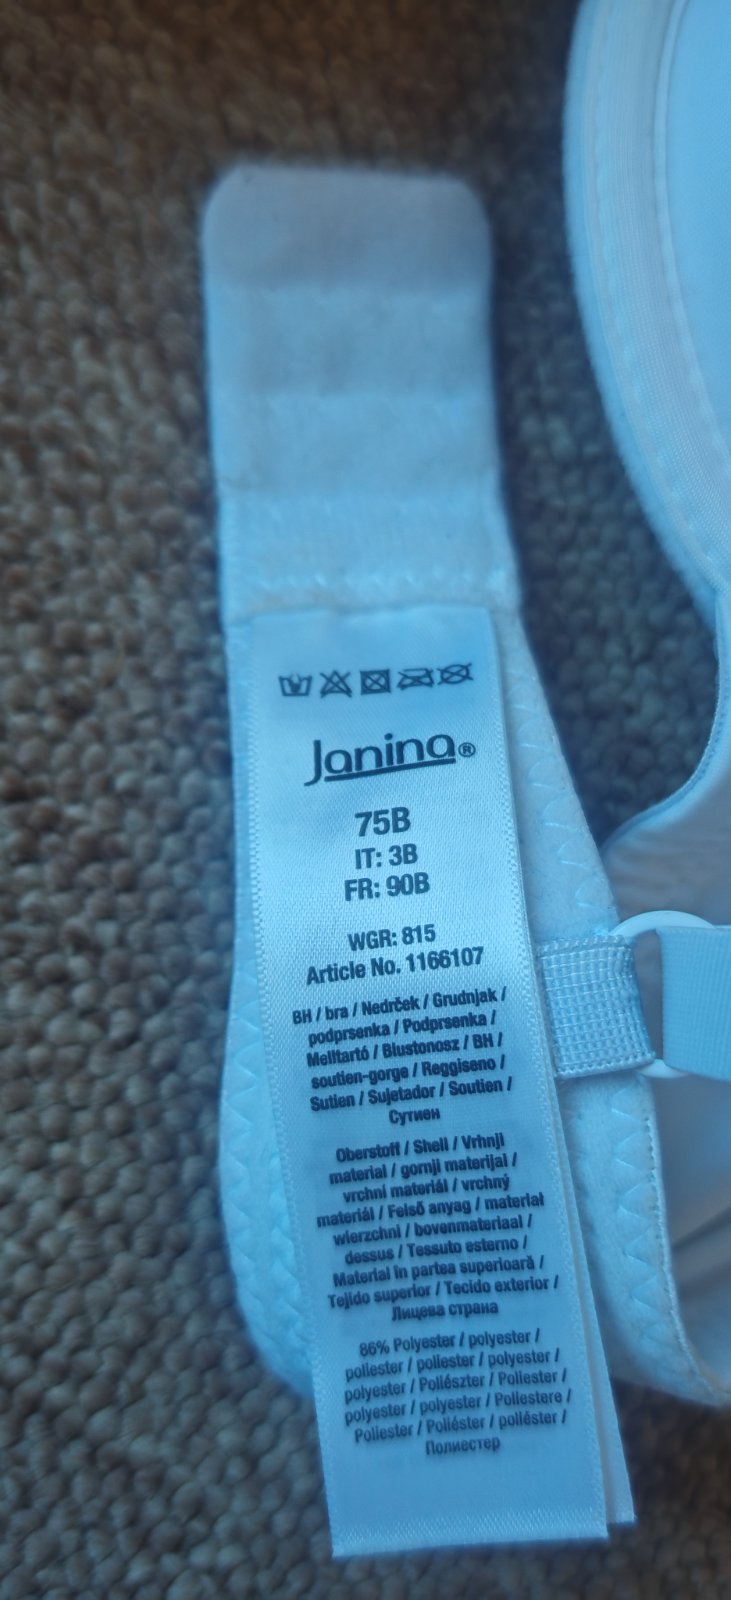 Janina®
75B
IT: 3B
FR: 90B
WGR: 815
Article No. 1166107
BH / bra / Nedrček / Grudnjak /
podprsenka / Podprsenka /
Melltartó / Biustonosz / BH /
soutien-gorge / Reggiseno /
Sutien / Sujetador / Soutien /
Сутиен
Oberstoff / Shell / Vrhnji
material / gornji materijal /
vrchní materiál / vrchný
materiál / Felső anyag / materiał
wierzchni / bovenmateriaal /
dessus / Tessuto esterno /
Material în partea superioară /
Tejido superior / Tecido exterior /
Лицева страна
86% Polyester / polyester /
poliester / poliester / polyester /
polyester / Poliészter / Poliester /
polyester / polyester / Poliestere /
Poliester / Poliéster / poliéster /
Полиестер